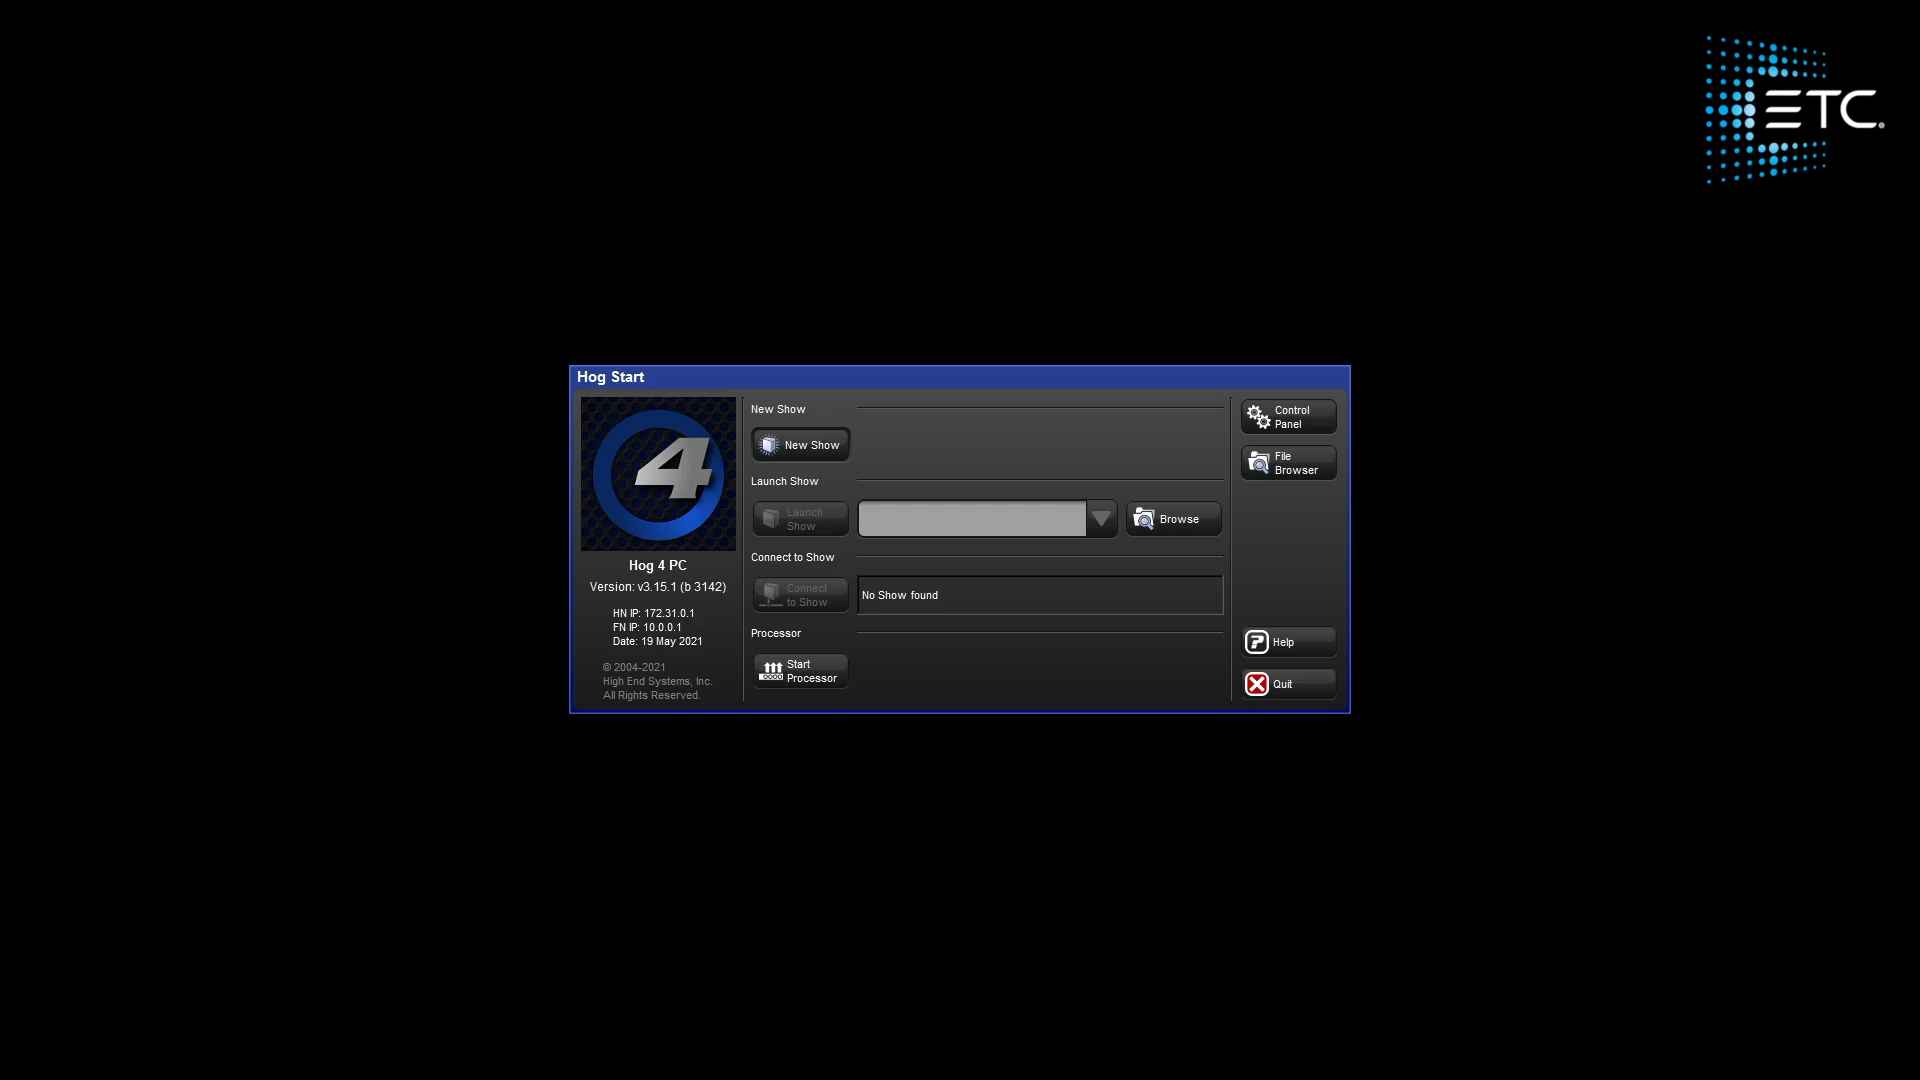 ETC®
Hog Start
4
Hog 4 PC
Version: v3.15.1 (b 3142)
HN IP: 172.31.0.1
FN IP: 10.0.0.1
Date: 19 May 2021
© 2004-2021
High End Systems, Inc.
All Rights Reserved.
New Show
New Show
Launch Show
Launch
Show
Browse
Connect to Show
Connect
to Show
No Show found
Processor
Start
Processor
Control
Panel
File
Browser
Help
Quit